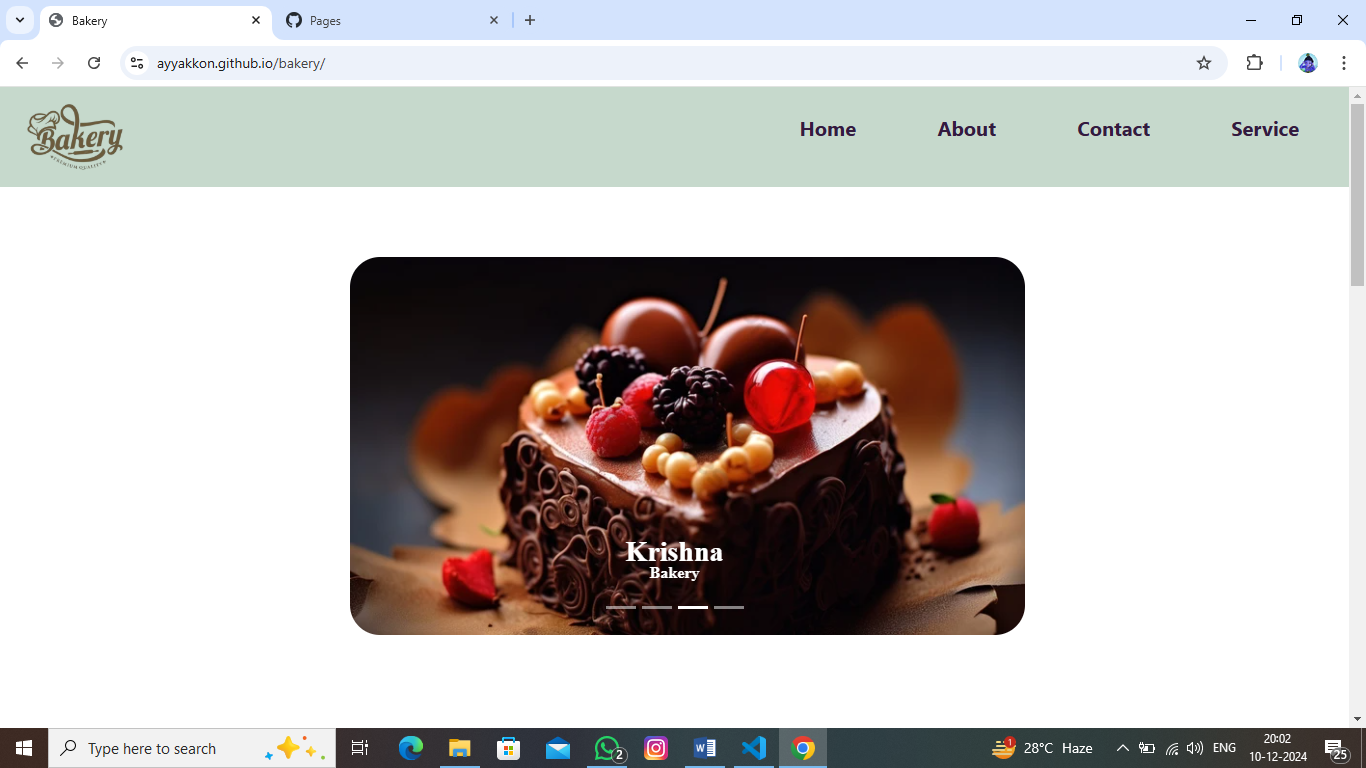 Bakery
Pages
ayyakkon.github.io/bakery/
Bakery
PREMIUM QUALITY
Home
About
Contact
Service
Krishna
Bakery
Type here to search
2
1
28°C Haze
ENG
20:02
10-12-2024
25